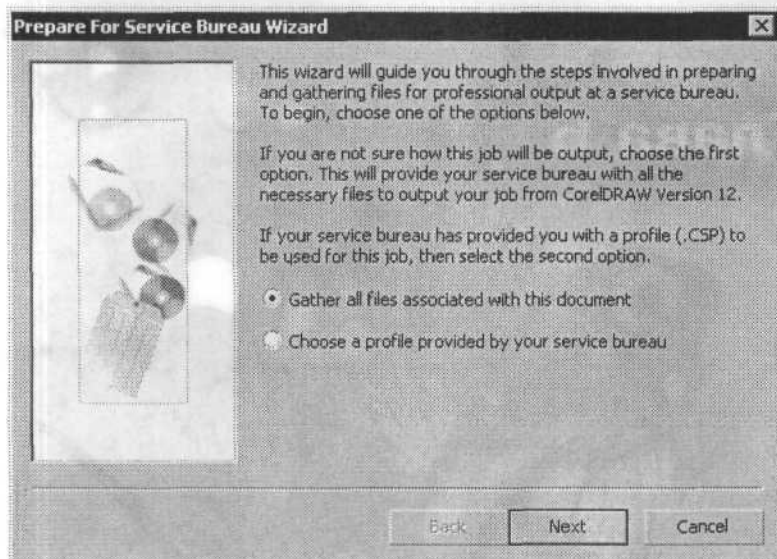 Prepare For Service Bureau Wizard
This wizard will guide you through the steps involved in preparing
and gathering files for professional output at a service bureau.
To begin, choose one of the options below.
If you are not sure how this job will be output, choose the first
option. This will provide your service bureau with all the
necessary files to output your job from CorelDRAW Version 12.
If your service bureau has provided you with a profile (.CSP) to
be used for this job, then select the second option.
Gather all files associated with this document
Choose a profile provided by your service bureau
Back Next Cancel